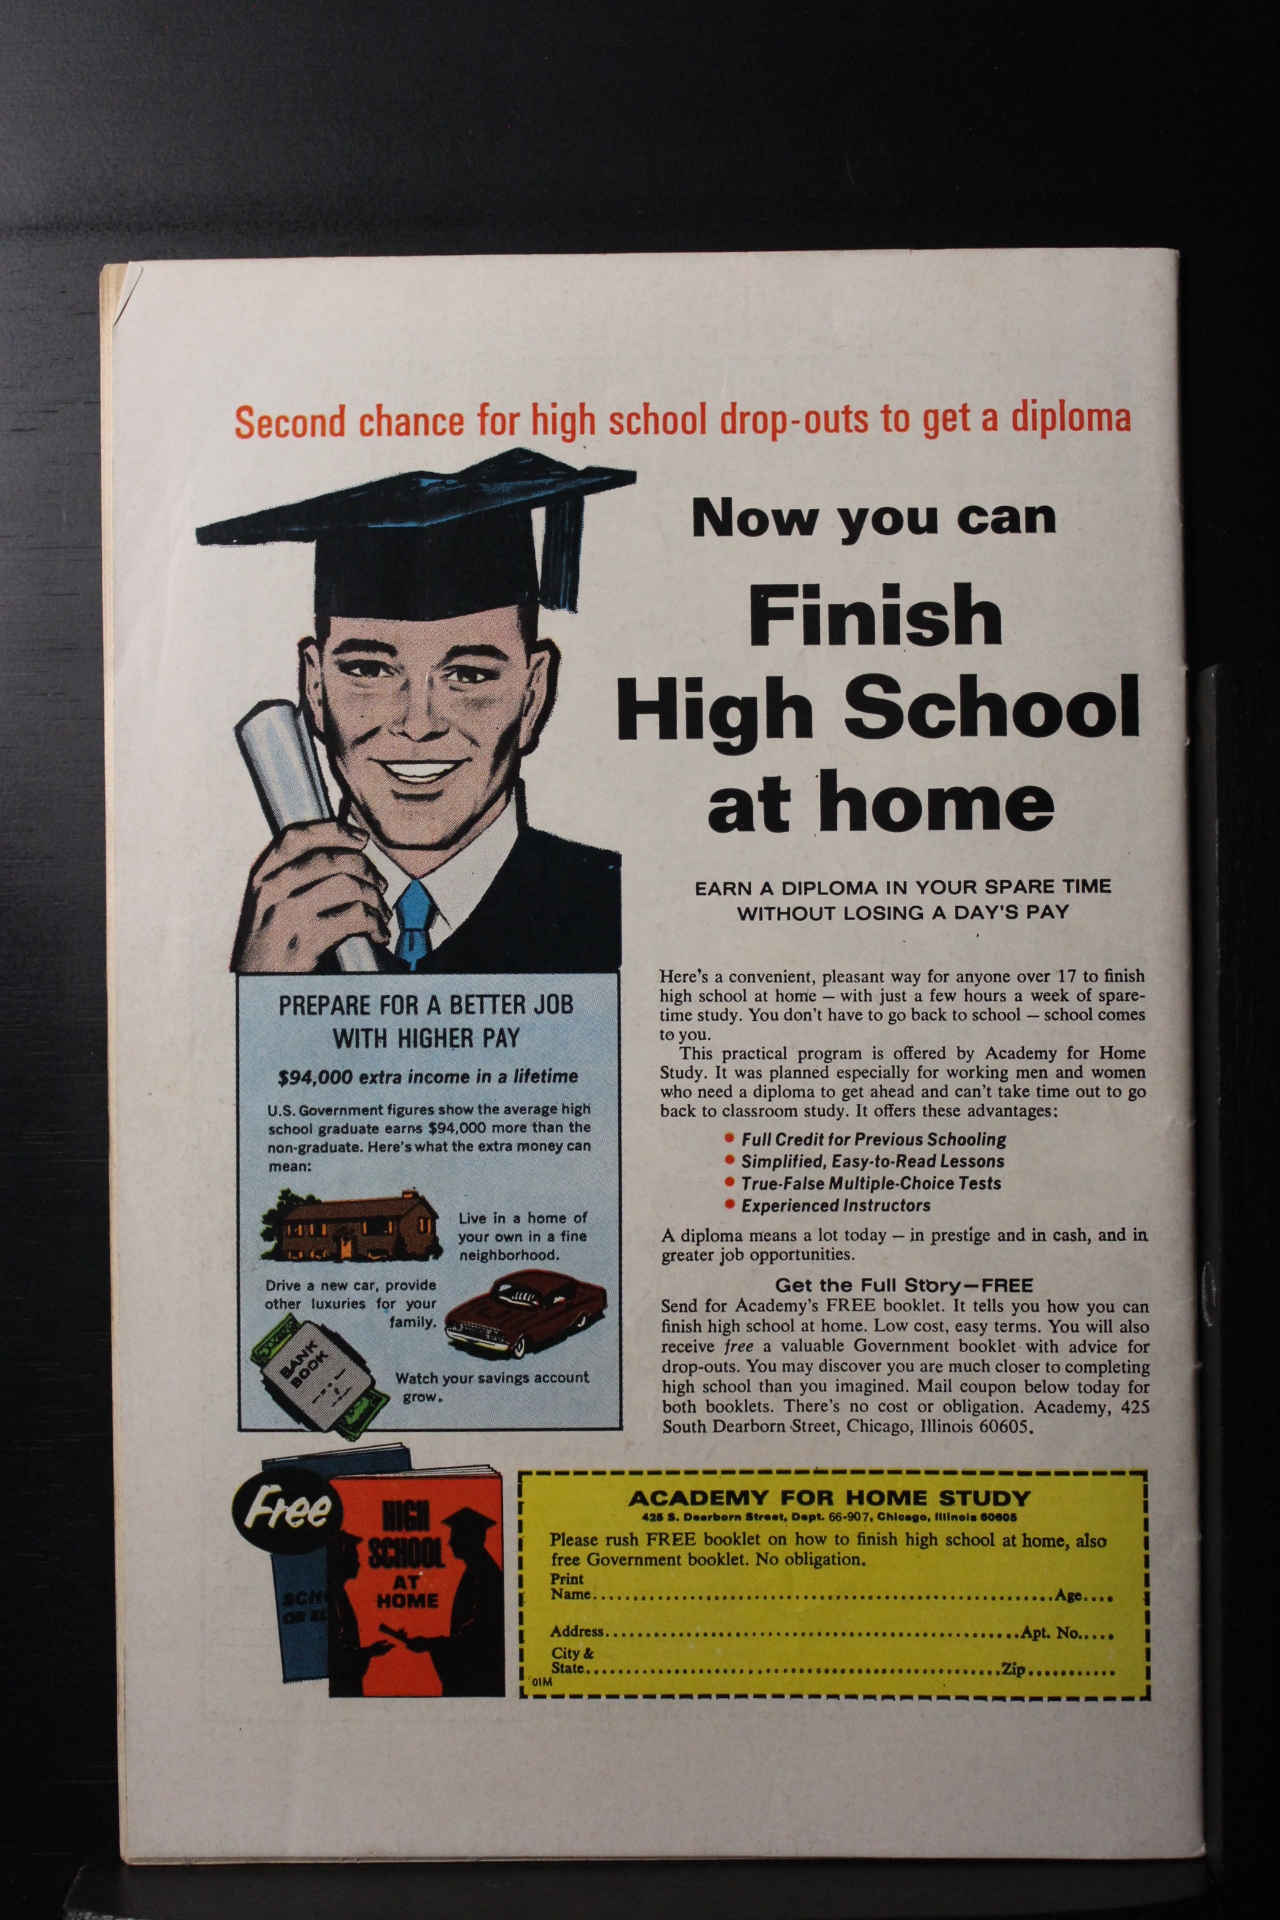 Second chance for high school drop-outs to get a diploma
Now you can
Finish
High School
at home
EARN A DIPLOMA IN YOUR SPARE TIME
WITHOUT LOSING A DAY'S PAY
PREPARE FOR A BETTER JOB
WITH HIGHER PAY
$94,000 extra income in a lifetime
U.S. Government figures show the average high
school graduate earns $94,000 more than the
non-graduate. Here's what the extra money can
mean:
Live in a home of
your own in a fine
neighborhood.
Drive a new car, provide
other luxuries for your
family.
BANK
BOOK
Watch your savings account
grow.
Here's a convenient, pleasant way for anyone over 17 to finish
high school at home — with just a few hours a week of spare-
time study. You don't have to go back to school — school comes
to you.
This practical program is offered by Academy for Home
Study. It was planned especially for working men and women
who need a diploma to get ahead and can't take time out to go
back to classroom study. It offers these advantages:
• Full Credit for Previous Schooling
• Simplified, Easy-to-Read Lessons
• True-False Multiple-Choice Tests
• Experienced Instructors
A diploma means a lot today — in prestige and in cash, and in
greater job opportunities.
Get the Full Story—FREE
Send for Academy's FREE booklet. It tells you how you can
finish high school at home. Low cost, easy terms. You will also
receive free a valuable Government booklet with advice for
drop-outs. You may discover you are much closer to completing
high school than you imagined. Mail coupon below today for
both booklets. There's no cost or obligation. Academy, 425
South Dearborn Street, Chicago, Illinois 60605.
Free
HIGH
SCHOOL
AT
HOME
SCH
OR EL
ACADEMY FOR HOME STUDY
425 S. Dearborn Street, Dept. 66-907, Chicago, Illinois 60605
Please rush FREE booklet on how to finish high school at home, also
free Government booklet. No obligation.
Print
Name..........Age....
Address..........Apt. No.....
City &
State..........Zip..........
01M